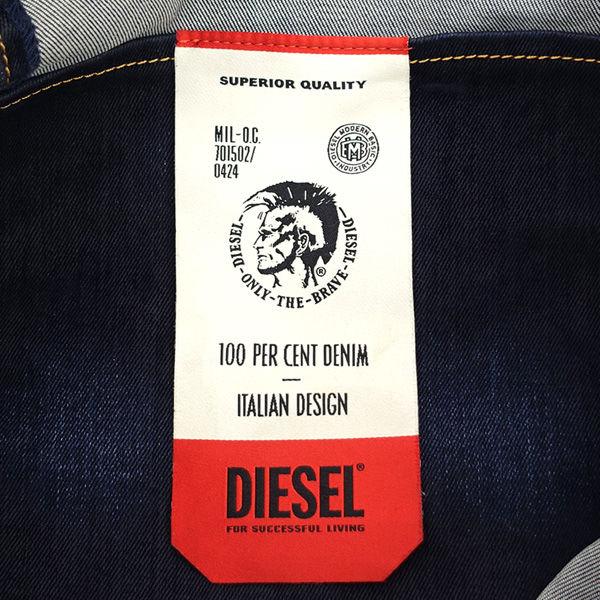 SUPERIOR QUALITY
MIL-O.C.
701502/
0424
DIESEL MODERN BASIC
INDUSTRY
DIESEL-ONLY-THE-BRAVE-DIESEL
®
100 PER CENT DENIM
ITALIAN DESIGN
DIESEL®
FOR SUCCESSFUL LIVING